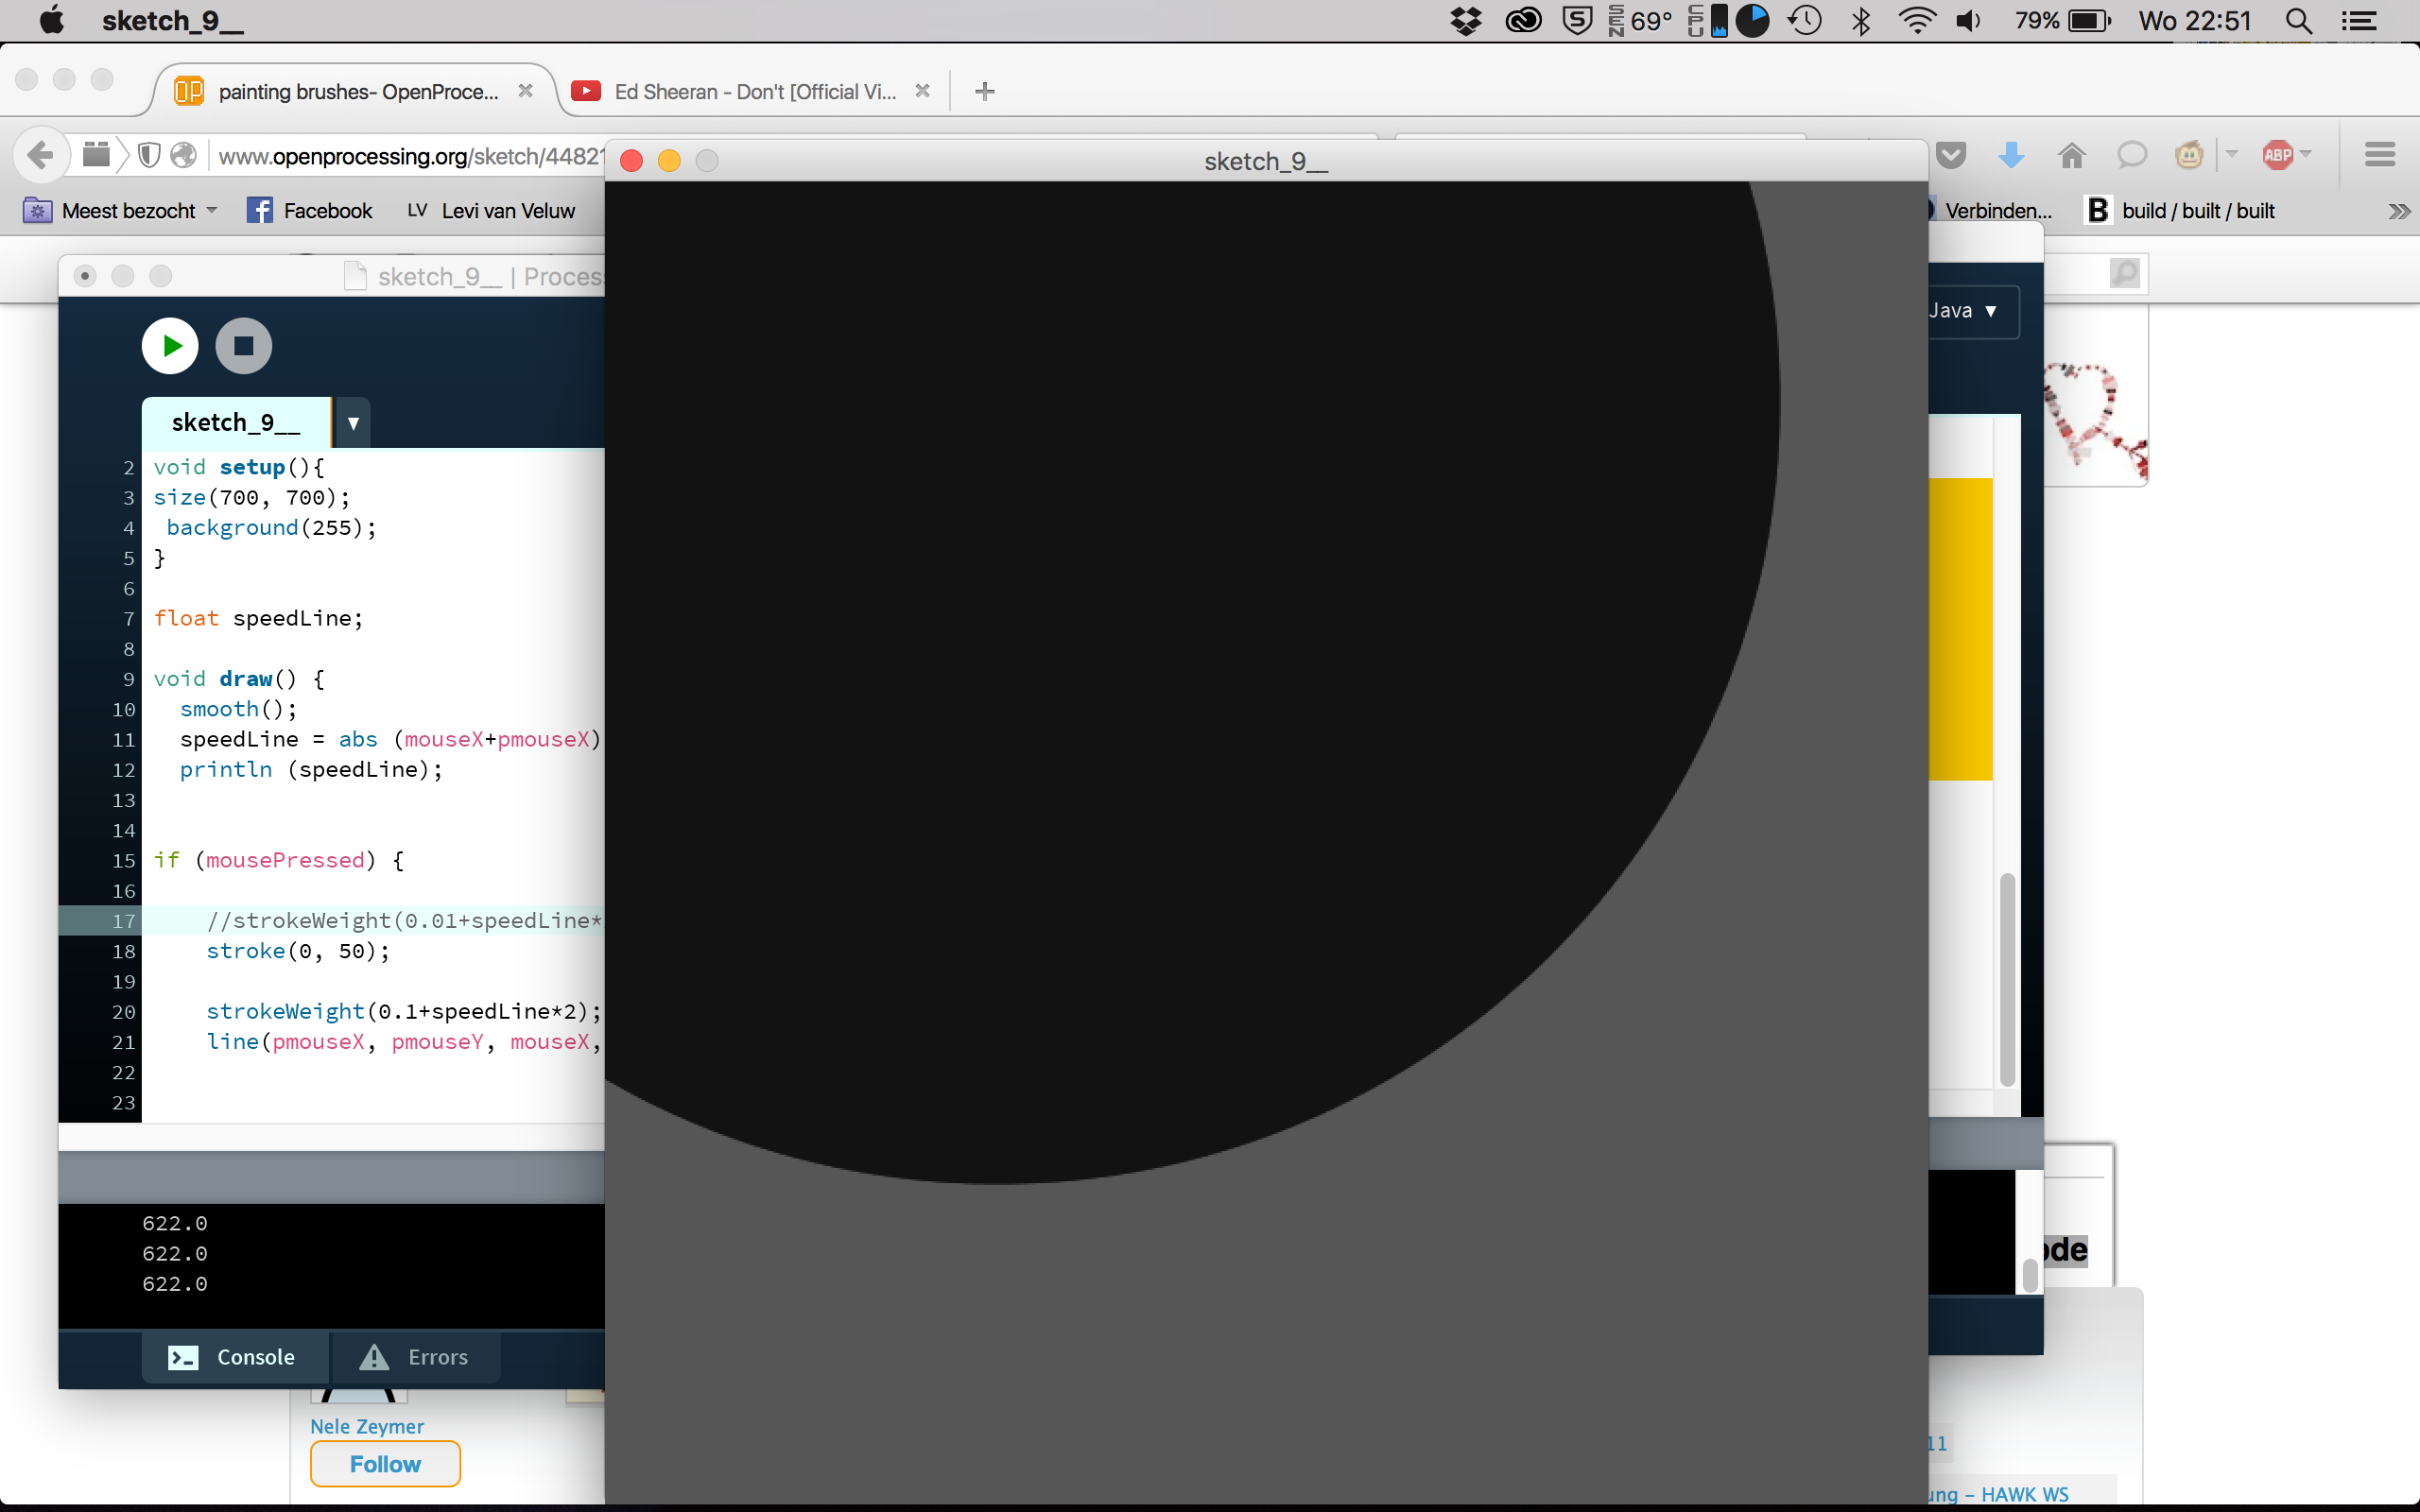 sketch_9__
SEN 69° CPU 79% Wo 22:51
painting brushes- OpenProce...
Ed Sheeran - Don't [Official Vi...
www.openprocessing.org/sketch/44821
ABP
Meest bezocht
Facebook
LV Levi van Veluw
Verbinden...
B build / built / built
sketch_9__
sketch_9__ | Process
Java ▼
sketch_9__ ▼
2 void setup(){
3 size(700, 700);
4 background(255);
5 }
6
7 float speedLine;
8
9 void draw() {
10 smooth();
11 speedLine = abs (mouseX+pmouseX)
12 println (speedLine);
13
14
15 if (mousePressed) {
16
17 //strokeWeight(0.01+speedLine*
18 stroke(0, 50);
19
20 strokeWeight(0.1+speedLine*2);
21 line(pmouseX, pmouseY, mouseX,
22
23
622.0
622.0
622.0
Console
Errors
ode
Nele Zeymer
Follow
11
ung – HAWK WS